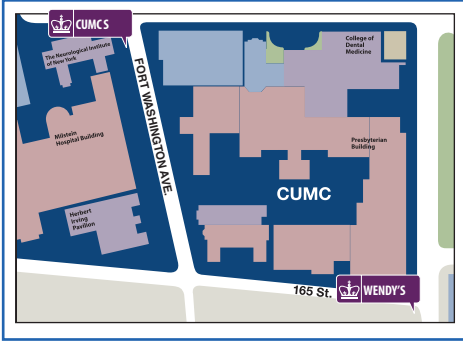 CUMC S
The Neurological Institute
of New York
College of
Dental
Medicine
FORT WASHINGTON AVE.
Milstein
Hospital Building
Presbyterian
Building
CUMC
Herbert
Irving
Pavilion
165 St.
WENDY'S